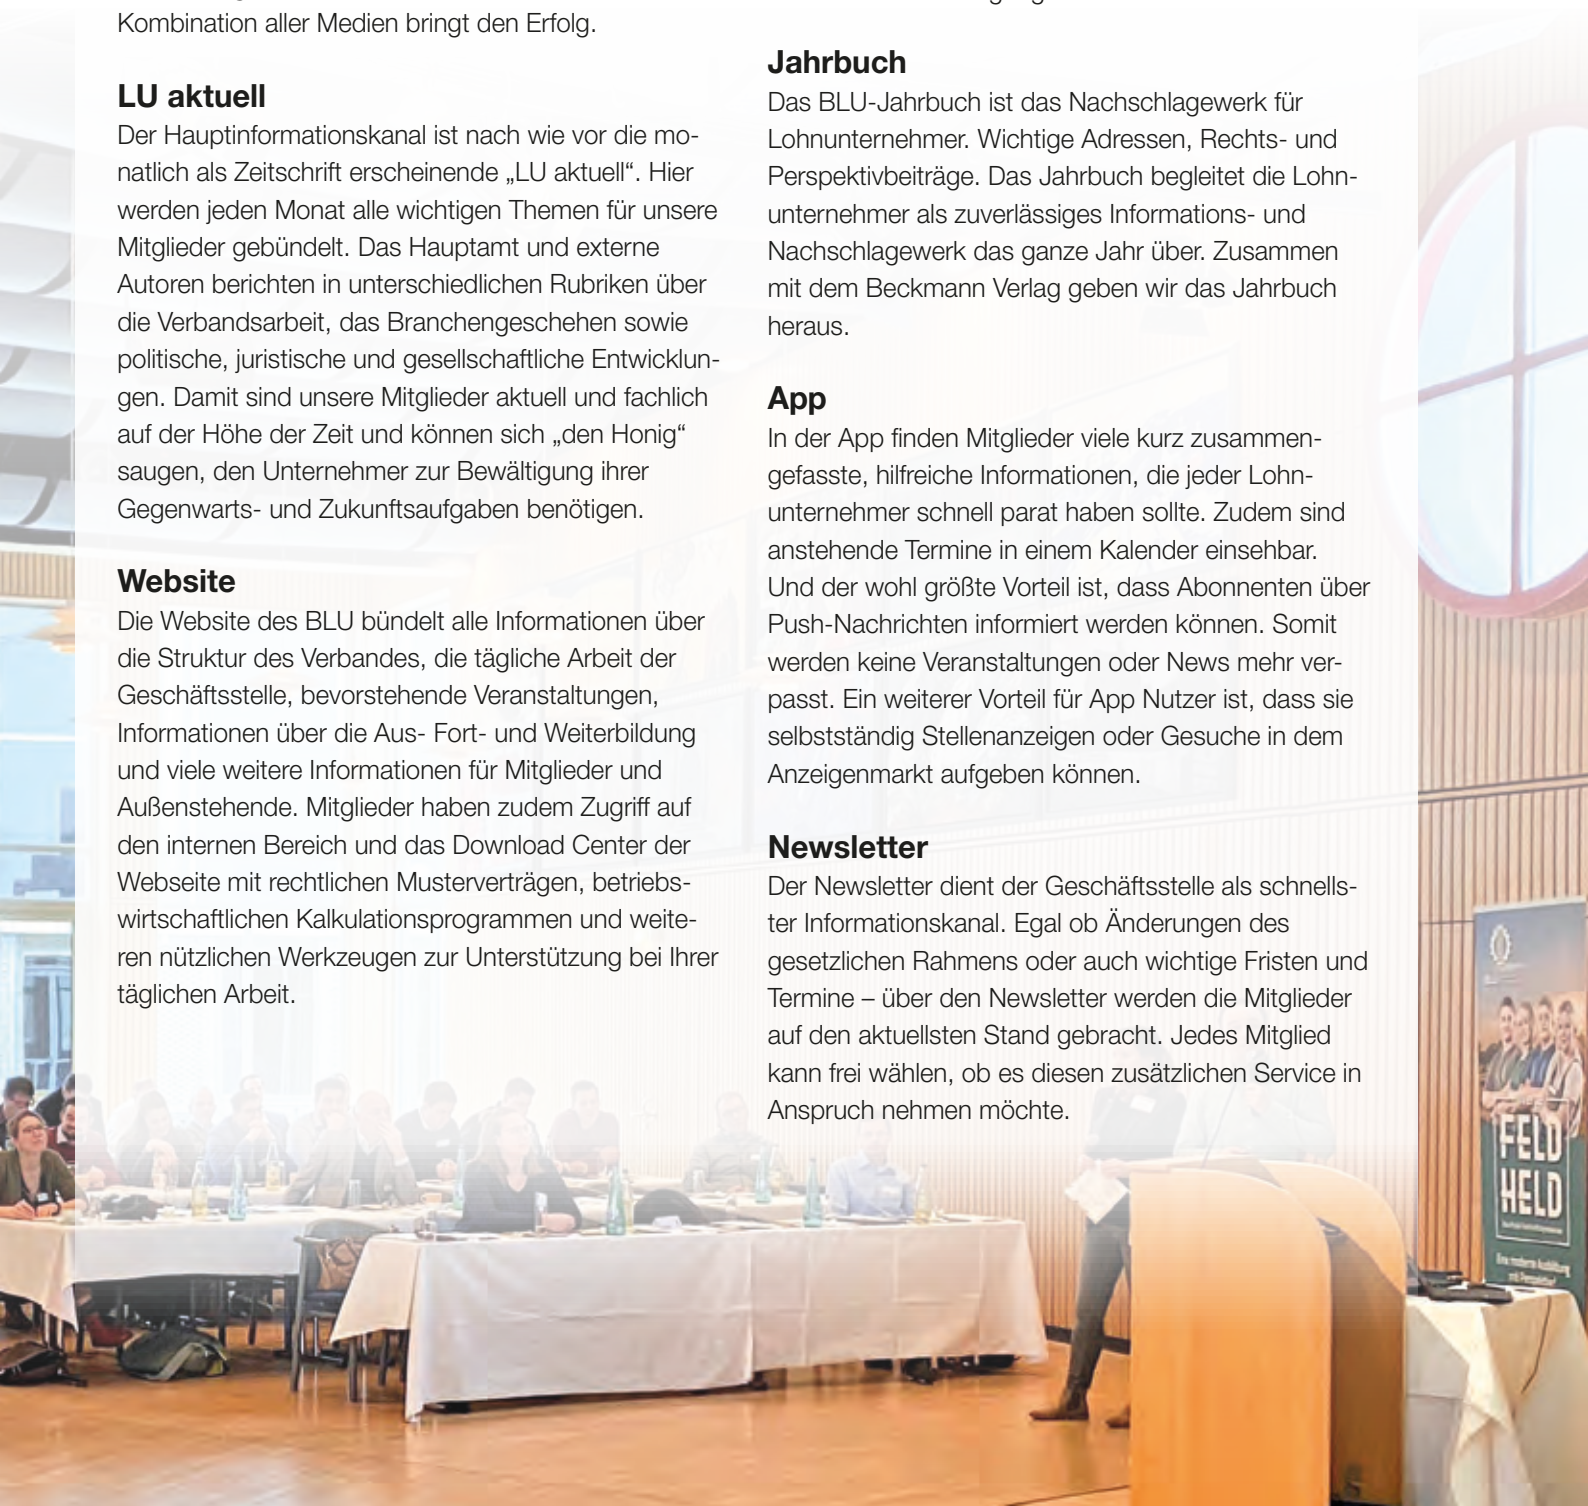 Kombination aller Medien bringt den Erfolg.
LU aktuell
Der Hauptinformationskanal ist nach wie vor die mo-
natlich als Zeitschrift erscheinende „LU aktuell“. Hier
werden jeden Monat alle wichtigen Themen für unsere
Mitglieder gebündelt. Das Hauptamt und externe
Autoren berichten in unterschiedlichen Rubriken über
die Verbandsarbeit, das Branchengeschehen sowie
politische, juristische und gesellschaftliche Entwicklun-
gen. Damit sind unsere Mitglieder aktuell und fachlich
auf der Höhe der Zeit und können sich „den Honig“
saugen, den Unternehmer zur Bewältigung ihrer
Gegenwarts- und Zukunftsaufgaben benötigen.
Website
Die Website des BLU bündelt alle Informationen über
die Struktur des Verbandes, die tägliche Arbeit der
Geschäftsstelle, bevorstehende Veranstaltungen,
Informationen über die Aus- Fort- und Weiterbildung
und viele weitere Informationen für Mitglieder und
Außenstehende. Mitglieder haben zudem Zugriff auf
den internen Bereich und das Download Center der
Webseite mit rechtlichen Musterverträgen, betriebs-
wirtschaftlichen Kalkulationsprogrammen und weite-
ren nützlichen Werkzeugen zur Unterstützung bei Ihrer
täglichen Arbeit.
Jahrbuch
Das BLU-Jahrbuch ist das Nachschlagewerk für
Lohnunternehmer. Wichtige Adressen, Rechts- und
Perspektivbeiträge. Das Jahrbuch begleitet die Lohn-
unternehmer als zuverlässiges Informations- und
Nachschlagewerk das ganze Jahr über. Zusammen
mit dem Beckmann Verlag geben wir das Jahrbuch
heraus.
App
In der App finden Mitglieder viele kurz zusammen-
gefasste, hilfreiche Informationen, die jeder Lohn-
unternehmer schnell parat haben sollte. Zudem sind
anstehende Termine in einem Kalender einsehbar.
Und der wohl größte Vorteil ist, dass Abonnenten über
Push-Nachrichten informiert werden können. Somit
werden keine Veranstaltungen oder News mehr ver-
passt. Ein weiterer Vorteil für App Nutzer ist, dass sie
selbstständig Stellenanzeigen oder Gesuche in dem
Anzeigenmarkt aufgeben können.
Newsletter
Der Newsletter dient der Geschäftsstelle als schnells-
ter Informationskanal. Egal ob Änderungen des
gesetzlichen Rahmens oder auch wichtige Fristen und
Termine – über den Newsletter werden die Mitglieder
auf den aktuellsten Stand gebracht. Jedes Mitglied
kann frei wählen, ob es diesen zusätzlichen Service in
Anspruch nehmen möchte.
FELD
HELD